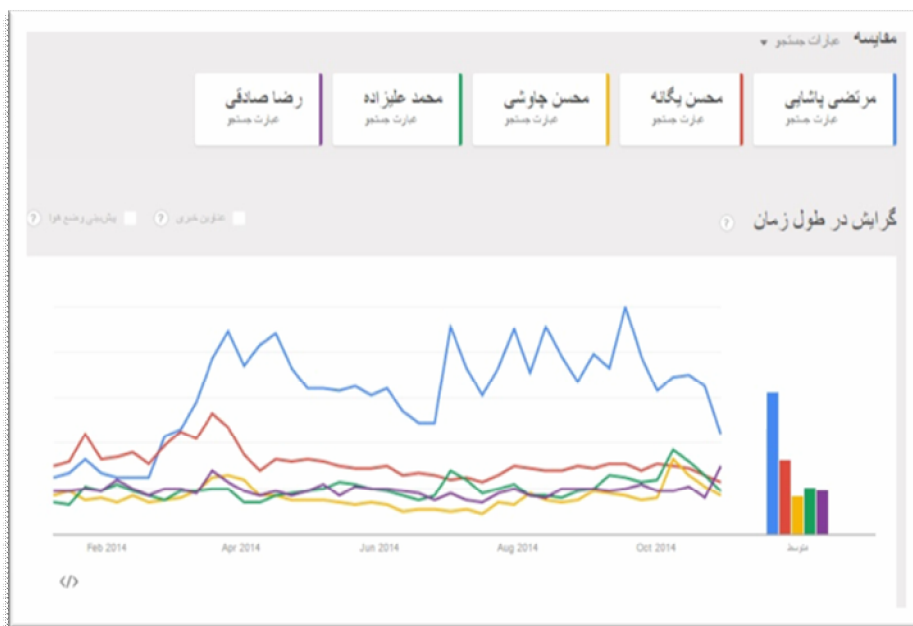 مقایسه عبارات جستجو
مرتضی پاشایی
عبارت جستجو
محسن یگانه
عبارت جستجو
محسن چاوشی
عبارت جستجو
محمد علیزاده
عبارت جستجو
رضا صادقی
عبارت جستجو
گرایش در طول زمان ?
عناوین خبری ?
پیش‌بینی وضع هوا ?
Feb 2014
Apr 2014
Jun 2014
Aug 2014
Oct 2014
متوسط
</>